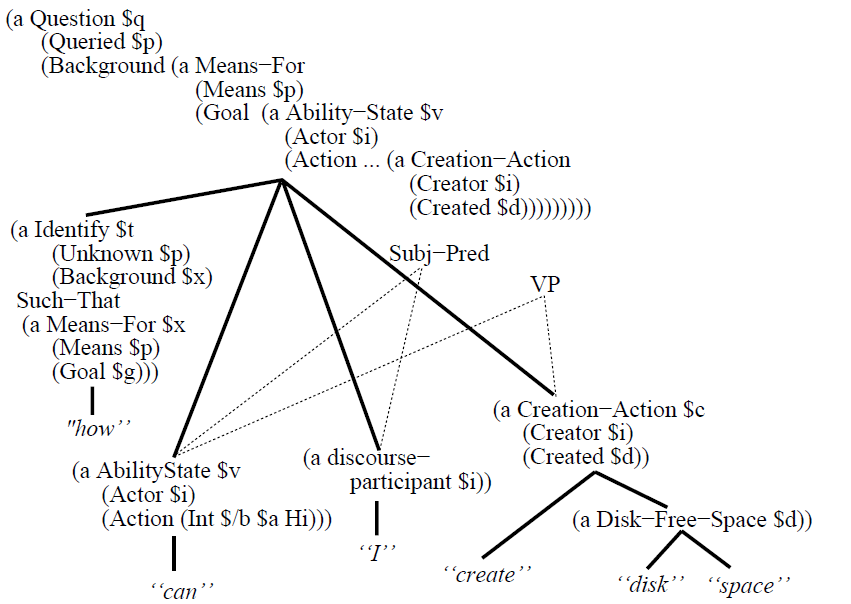 (a Question $q
(Queried $p)
(Background (a Means−For
(Means $p)
(Goal (a Ability−State $v
(Actor $i)
(Action ... (a Creation−Action
(Creator $i)
(Created $d)))))))))
(a Identify $t
(Unknown $p)
(Background $x)
Such−That
(a Means−For $x
(Means $p)
(Goal $g)))
"how’’
Subj−Pred
VP
(a AbilityState $v
(Actor $i)
(Action (Int $/b $a Hi)))
‘‘can’’
(a discourse−
participant $i))
‘‘I’’
(a Creation−Action $c
(Creator $i)
(Created $d))
‘‘create’’
(a Disk−Free−Space $d))
‘‘disk’’ ‘‘space’’